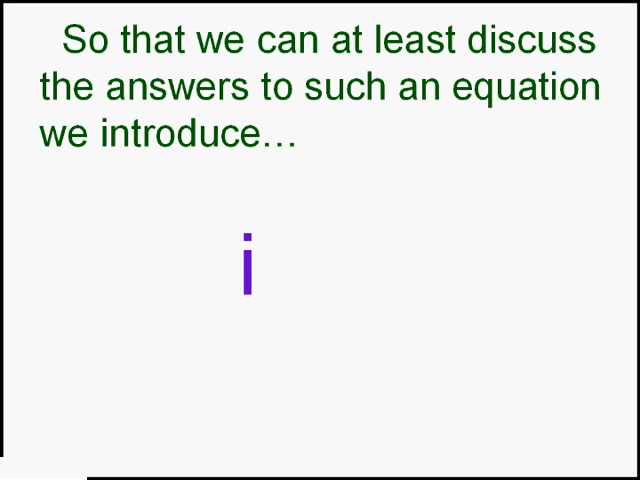 So that we can at least discuss
the answers to such an equation
we introduce…
i